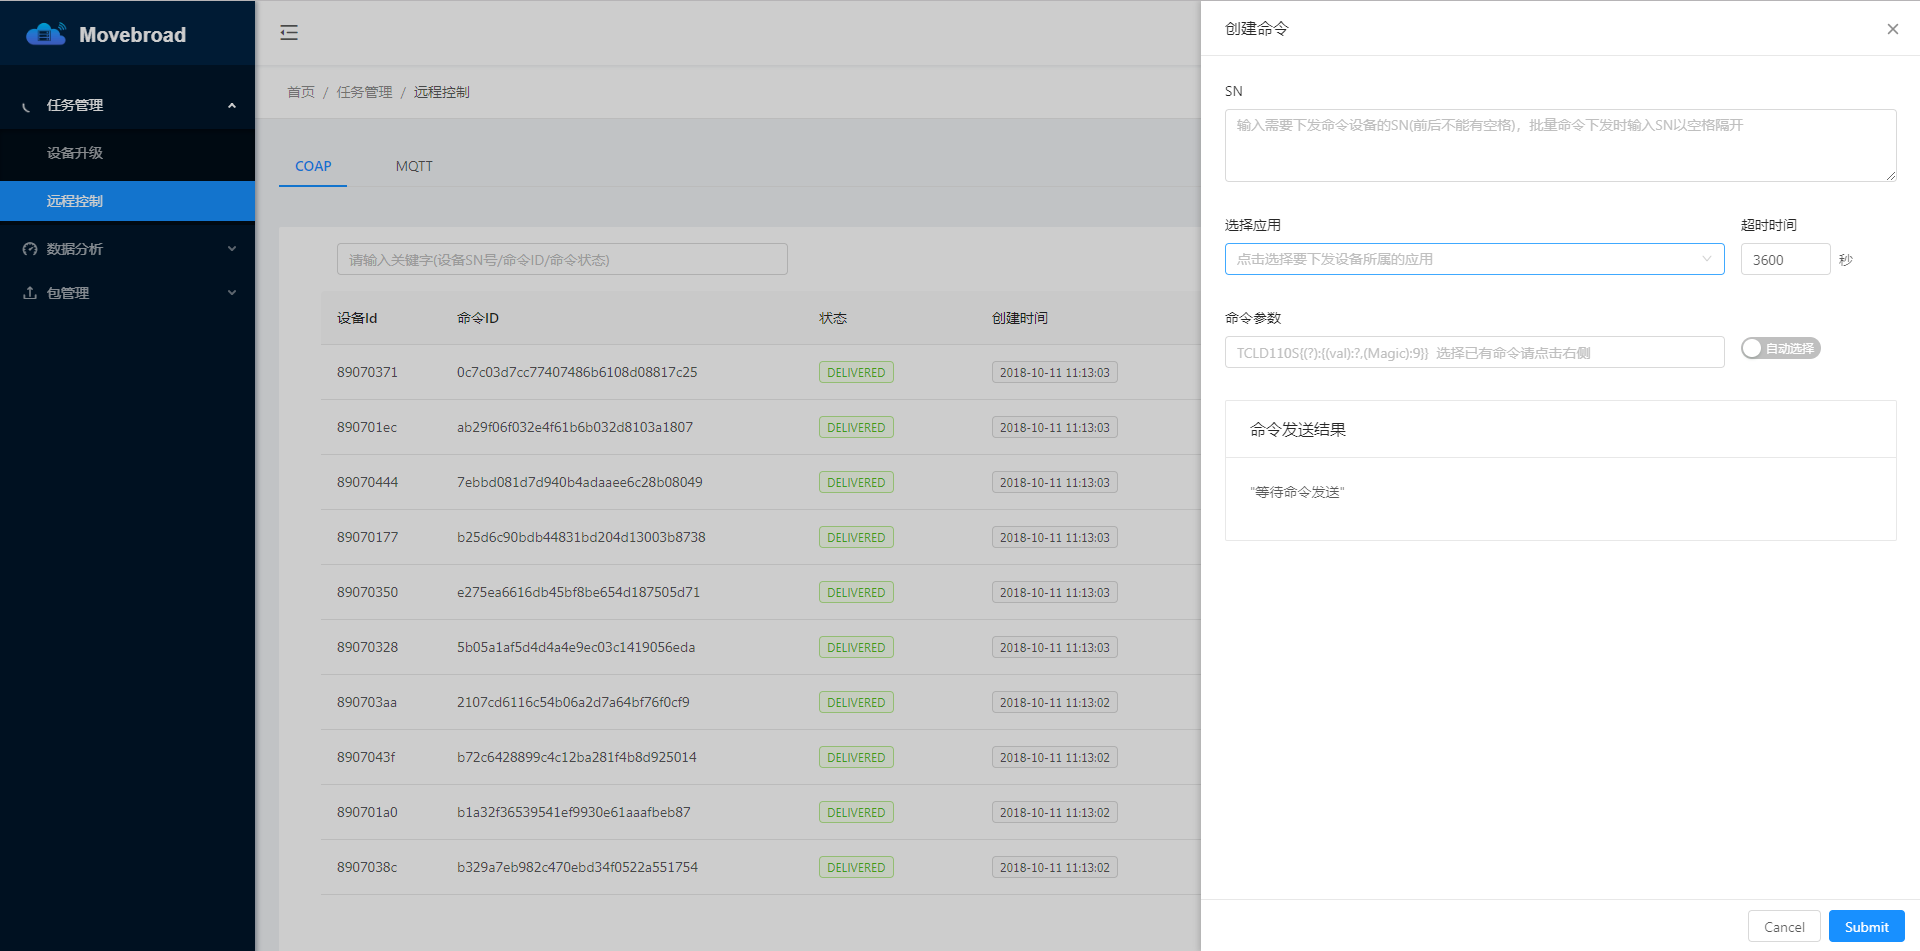 Movebroad
任务管理
设备升级
远程控制
数据分析
包管理
首页 / 任务管理 / 远程控制
COAP MQTT
请输入关键字(设备SN号/命令ID/命令状态)
设备Id 命令ID 状态 创建时间
89070371 0c7c03d7cc77407486b6108d08817c25 DELIVERED 2018-10-11 11:13:03
890701ec ab29f06f032e4f61b6b032d8103a1807 DELIVERED 2018-10-11 11:13:03
89070444 7ebbd081d7d940b4adaaee6c28b08049 DELIVERED 2018-10-11 11:13:03
89070177 b25d6c90bdb44831bd204d13003b8738 DELIVERED 2018-10-11 11:13:03
89070350 e275ea6616db45bf8be654d187505d71 DELIVERED 2018-10-11 11:13:03
89070328 5b05a1af5d4d4a4e9ec03c1419056eda DELIVERED 2018-10-11 11:13:03
890703aa 2107cd6116c54b06a2d7a64bf76f0cf9 DELIVERED 2018-10-11 11:13:02
8907043f b72c6428899c4c12ba281f4b8d925014 DELIVERED 2018-10-11 11:13:02
890701a0 b1a32f36539541ef9930e61aaafbeb87 DELIVERED 2018-10-11 11:13:02
8907038c b329a7eb982c470ebd34f0522a551754 DELIVERED 2018-10-11 11:13:02
创建命令
SN
输入需要下发命令设备的SN(前后不能有空格)，批量命令下发时输入SN以空格隔开
选择应用 超时时间
点击选择要下发设备所属的应用 3600 秒
命令参数
TCLD110S{(?):{(val):?,(Magic):9}} 选择已有命令请点击右侧 自动选择
命令发送结果
"等待命令发送"
Cancel Submit